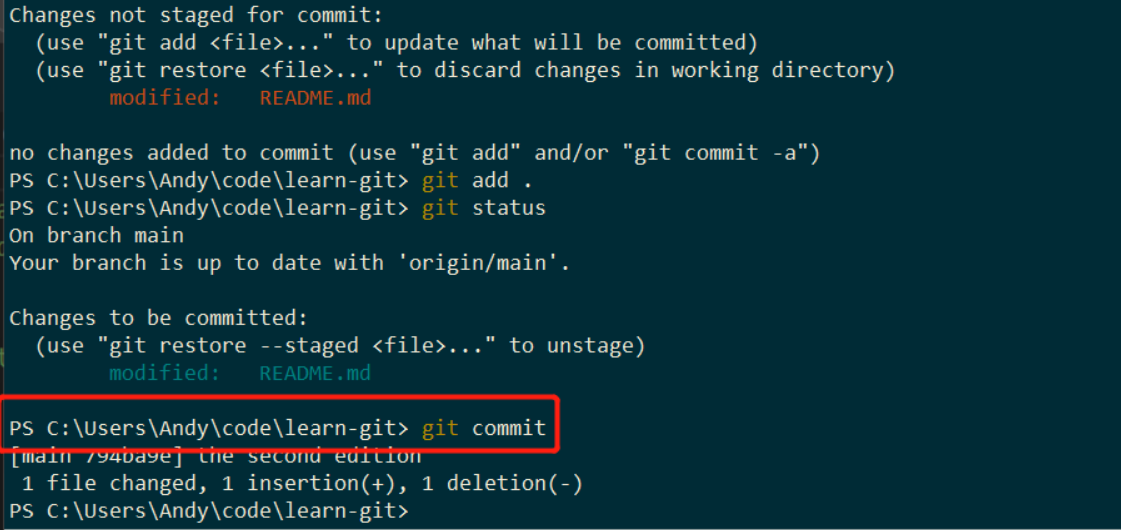 Changes not staged for commit:
(use "git add <file>..." to update what will be committed)
(use "git restore <file>..." to discard changes in working directory)
modified: README.md
no changes added to commit (use "git add" and/or "git commit -a")
PS C:\Users\Andy\code\learn-git> git add .
PS C:\Users\Andy\code\learn-git> git status
On branch main
Your branch is up to date with 'origin/main'.
Changes to be committed:
(use "git restore --staged <file>..." to unstage)
modified: README.md
PS C:\Users\Andy\code\learn-git> git commit
[main 794ba9e] the second edition
1 file changed, 1 insertion(+), 1 deletion(-)
PS C:\Users\Andy\code\learn-git>